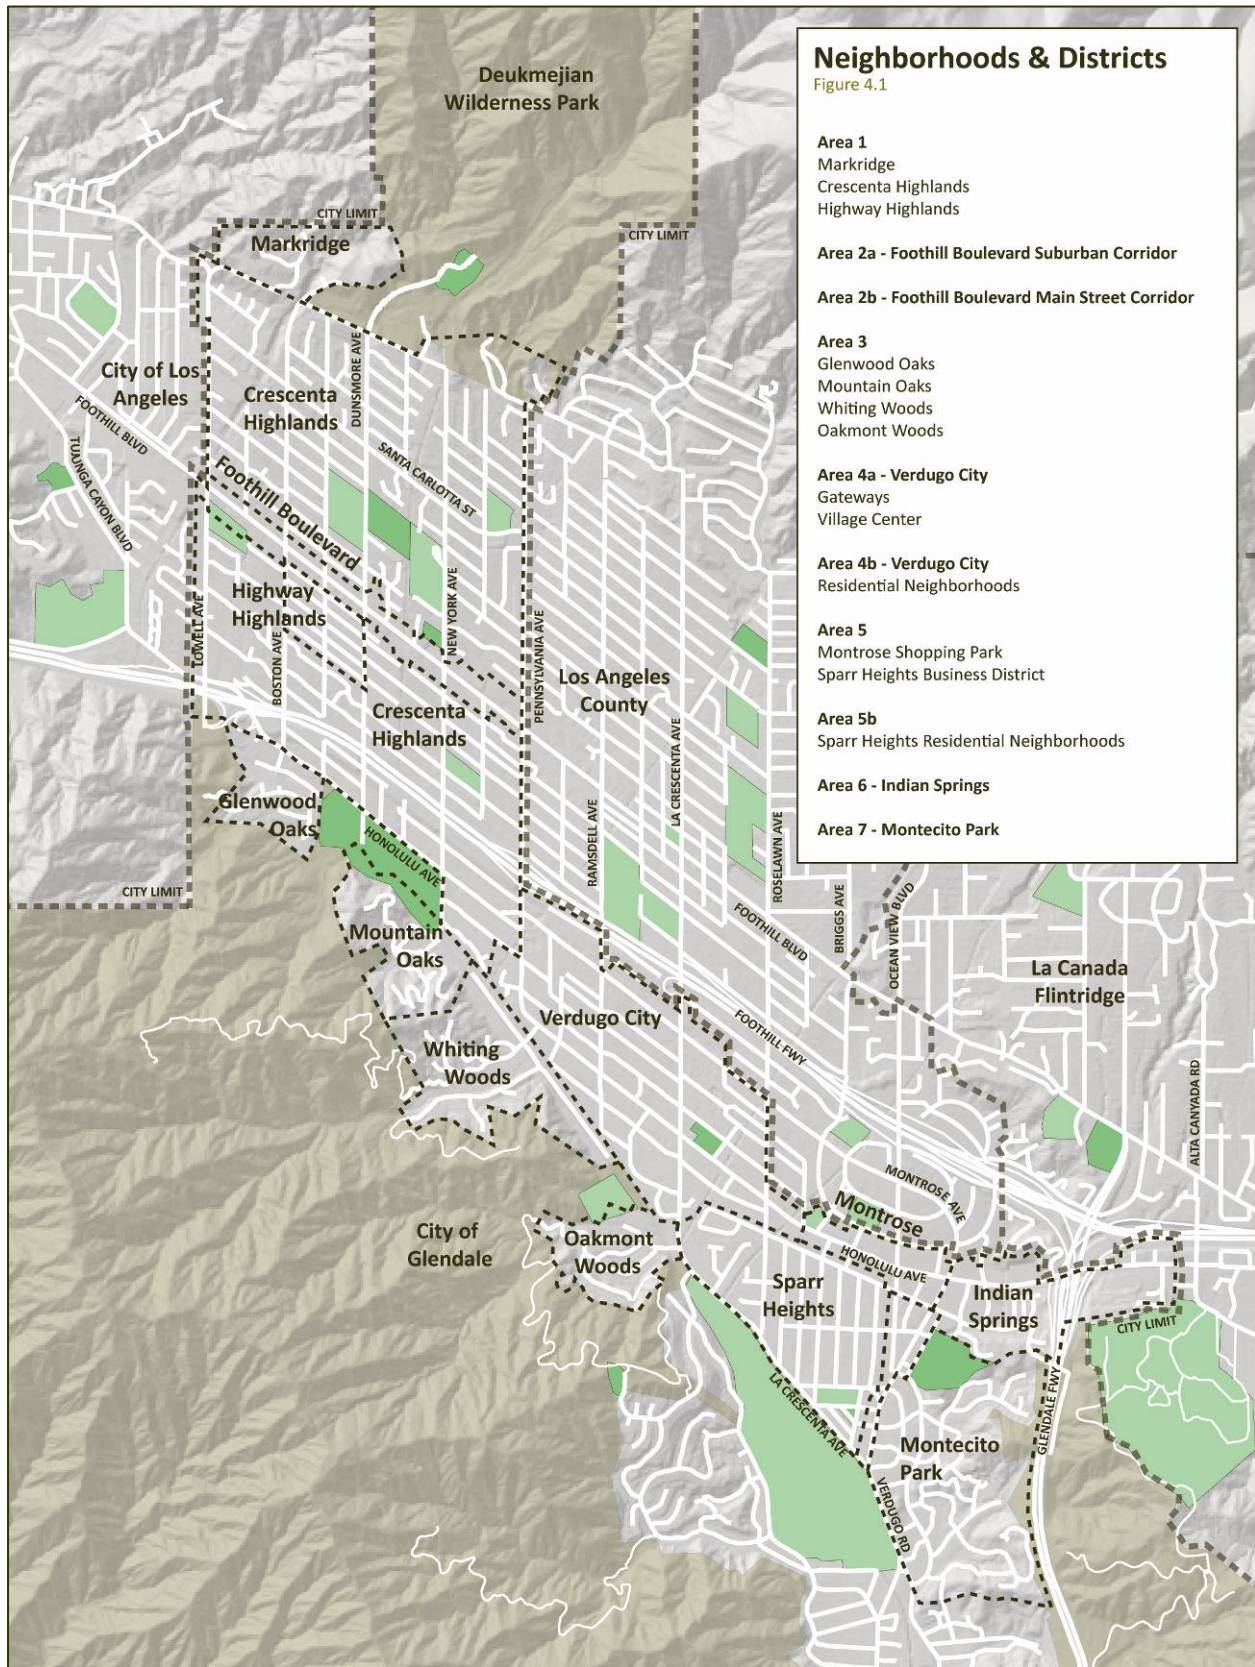 Neighborhoods & Districts
Figure 4.1
Area 1
Markridge
Crescenta Highlands
Highway Highlands
Area 2a - Foothill Boulevard Suburban Corridor
Area 2b - Foothill Boulevard Main Street Corridor
Area 3
Glenwood Oaks
Mountain Oaks
Whiting Woods
Oakmont Woods
Area 4a - Verdugo City
Gateways
Village Center
Area 4b - Verdugo City
Residential Neighborhoods
Area 5
Montrose Shopping Park
Sparr Heights Business District
Area 5b
Sparr Heights Residential Neighborhoods
Area 6 - Indian Springs
Area 7 - Montecito Park
Deukmejian
Wilderness Park
CITY LIMIT
Markridge
CITY LIMIT
City of Los
Angeles
Crescenta
Highlands
DUNSMORE AVE
FOOTHILL BLVD
TUJUNGA CAYON BLVD
SANTA CARLOTTA ST
Foothill Boulevard
Highway
Highlands
LOWELL AVE
BOSTON AVE
NEW YORK AVE
PENNSYLVANIA AVE
Los Angeles
County
Crescenta
Highlands
LA CRESCENTA AVE
RAMSDELL AVE
ROSELAWN AVE
Glenwood
Oaks
HONOLULU AVE
CITY LIMIT
FOOTHILL BLVD
BRIGGS AVE
OCEAN VIEW BLVD
Mountain
Oaks
La Canada
Flintridge
Verdugo City
FOOTHILL FWY
Whiting
Woods
ALTA CANYADA RD
MONTROSE AVE
Montrose
City of
Glendale
Oakmont
Woods
HONOLULU AVE
Sparr
Heights
Indian
Springs
CITY LIMIT
LA CRESCENTA AVE
GLENDALE FWY
Montecito
Park
VERDUGO RD